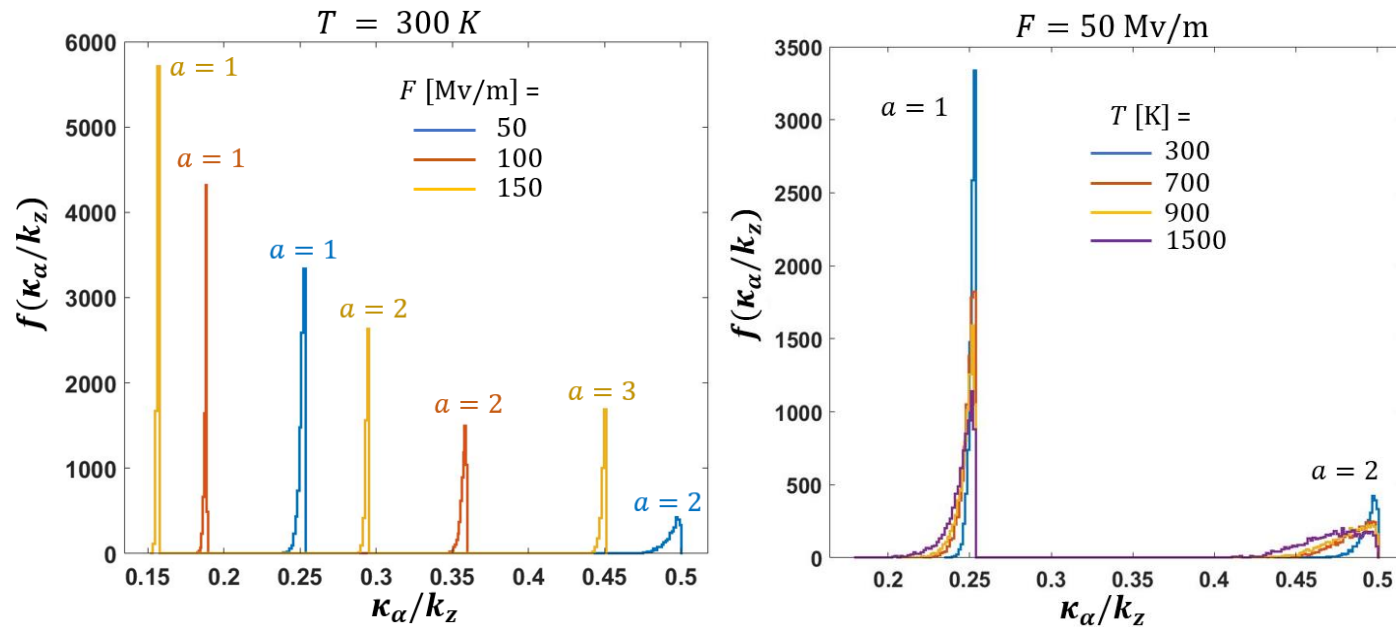 T = 300 K
6000
5000
4000
3000
2000
1000
0
f(κα/kz)
a = 1
a = 1
a = 1
a = 2
a = 2
a = 3
a = 2
F [Mv/m] =
50
100
150
0.15
0.2
0.25
0.3
0.35
0.4
0.45
0.5
κα/kz
F = 50 Mv/m
3500
3000
2500
2000
1500
1000
500
0
f(κα/kz)
a = 1
T [K] =
300
700
900
1500
a = 2
0.2
0.25
0.3
0.35
0.4
0.45
0.5
κα/kz